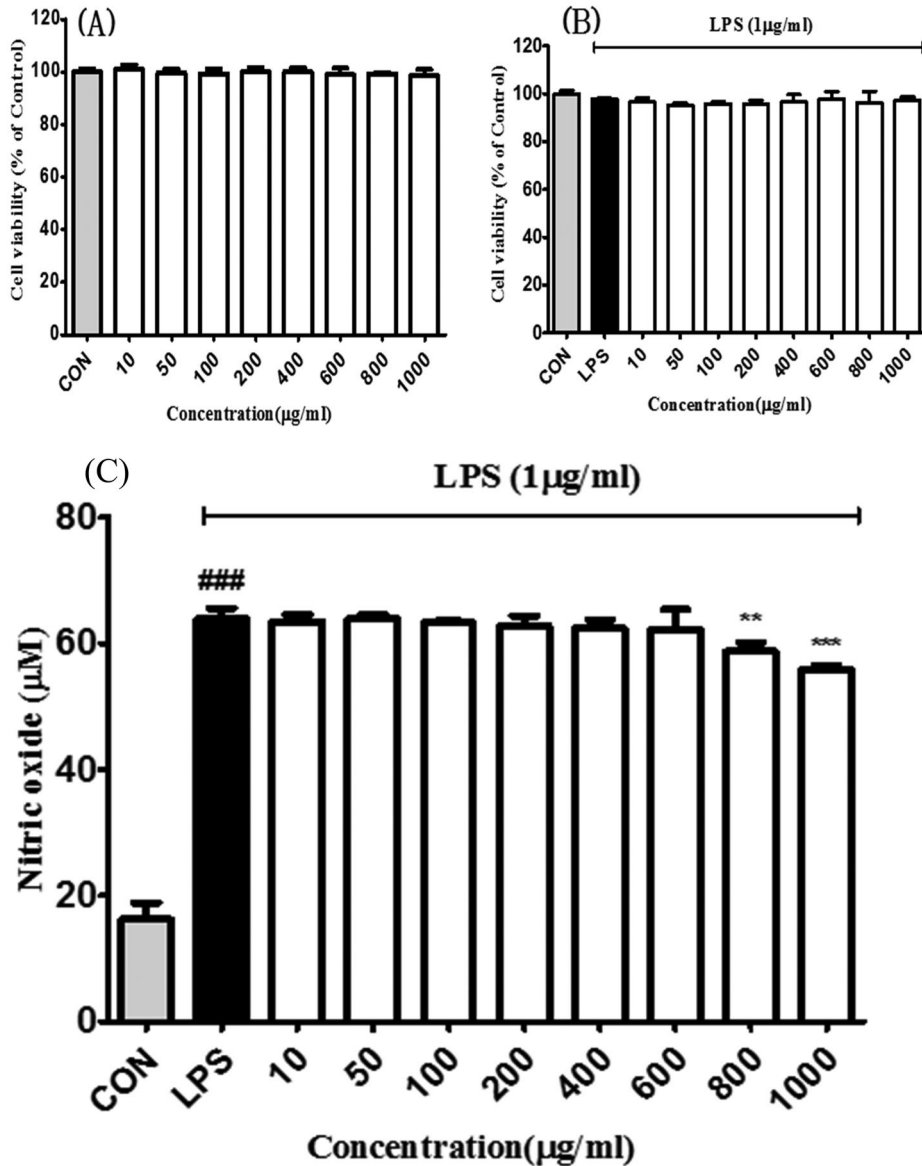 (A)
Cell viability (% of Control)
120
100
80
60
40
20
0
CON 10 50 100 200 400 600 800 1000
Concentration(µg/ml)
(B)
LPS (1µg/ml)
Cell viability (% of Control)
120
100
80
60
40
20
0
CON LPS 10 50 100 200 400 600 800 1000
Concentration(µg/ml)
(C)
LPS (1µg/ml)
Nitric oxide (µM)
80
60
40
20
0
###
**
***
CON LPS 10 50 100 200 400 600 800 1000
Concentration(µg/ml)